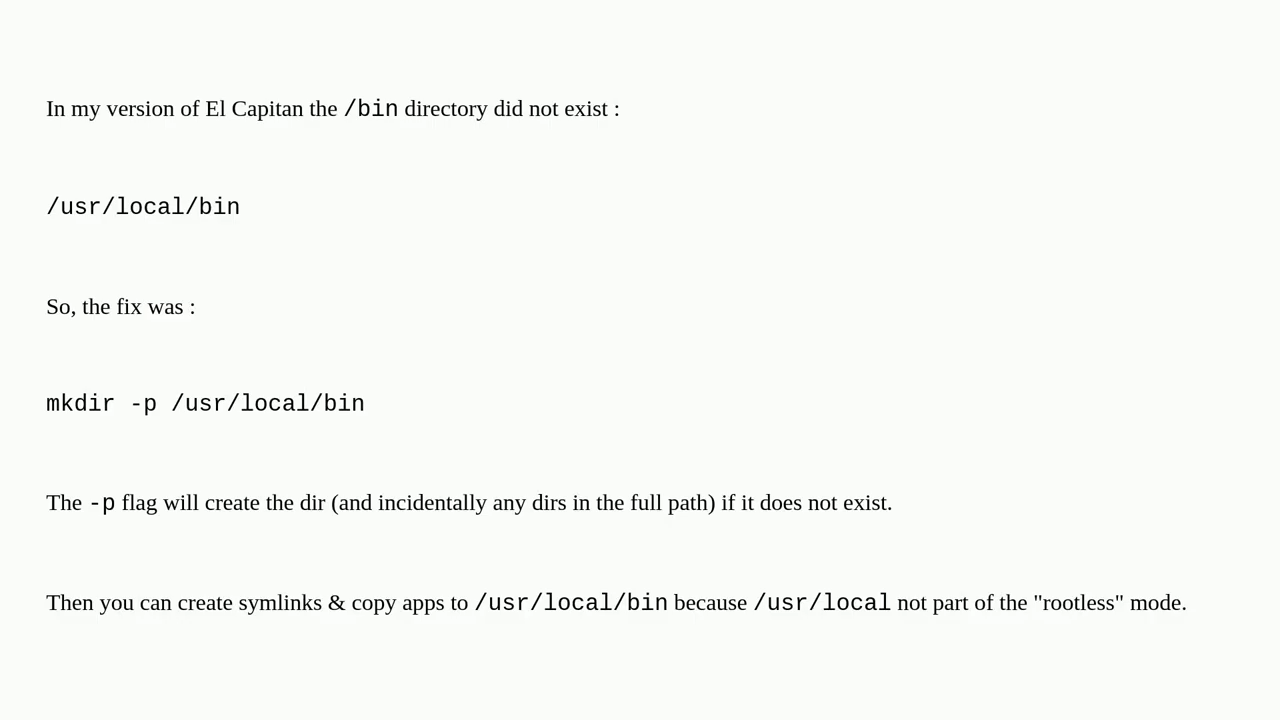 In my version of El Capitan the /bin directory did not exist :
/usr/local/bin
So, the fix was :
mkdir -p /usr/local/bin
The -p flag will create the dir (and incidentally any dirs in the full path) if it does not exist.
Then you can create symlinks & copy apps to /usr/local/bin because /usr/local not part of the "rootless" mode.